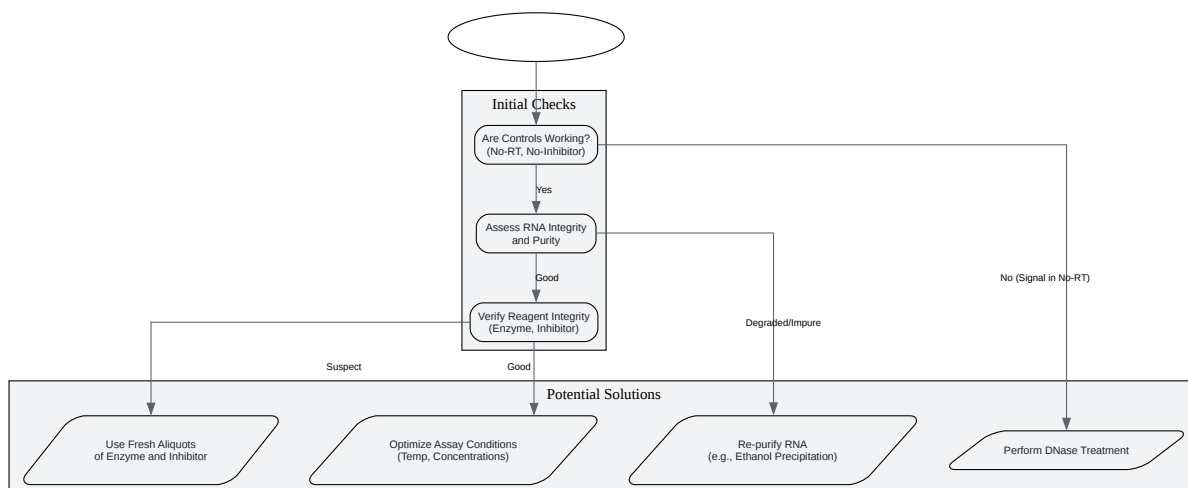 Initial Checks
Are Controls Working?
(No-RT, No-Inhibitor)
Yes
Assess RNA Integrity
and Purity
Good
No (Signal in No-RT)
Verify Reagent Integrity
(Enzyme, Inhibitor)
Degraded/Impure
Suspect
Good
Potential Solutions
Use Fresh Aliquots
of Enzyme and Inhibitor
Optimize Assay Conditions
(Temp, Concentrations)
Re-purify RNA
(e.g., Ethanol Precipitation)
Perform DNase Treatment